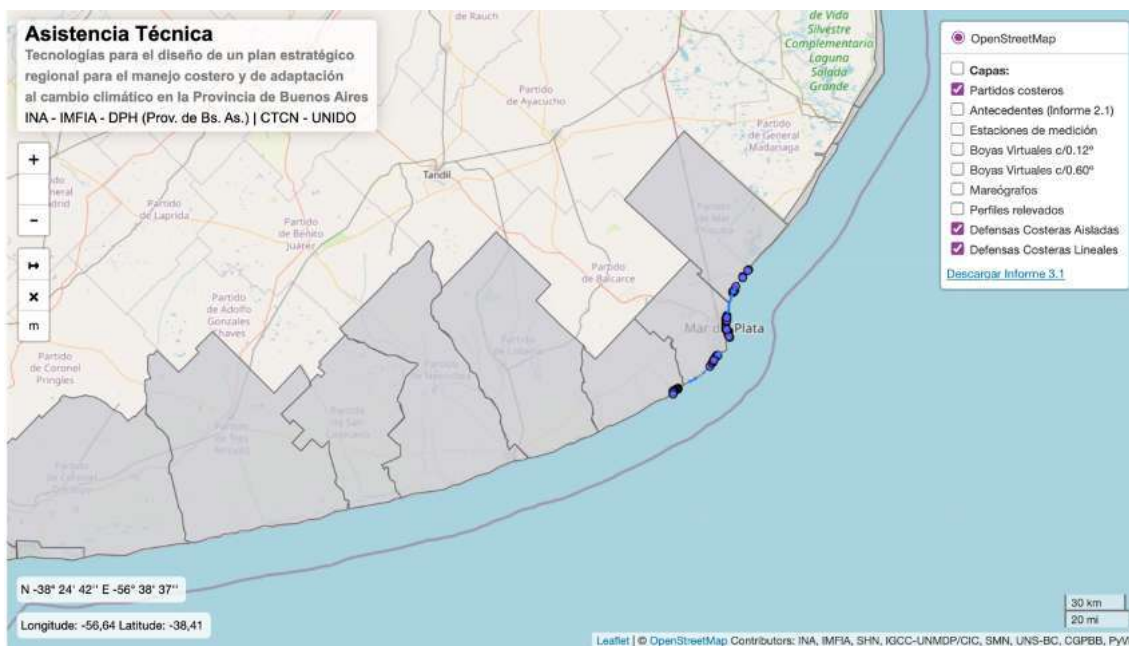 Asistencia Técnica
Tecnologías para el diseño de un plan estratégico
regional para el manejo costero y de adaptación
al cambio climático en la Provincia de Buenos Aires
INA - IMFIA - DPH (Prov. de Bs. As.) | CTCN - UNIDO
+
−
x
m
de Rauch
Partido
de Ayacucho
de Vida
Silvestre
Complementaria
Laguna
Salada
Grande
Partido
de General
Madariaga
Tandil
Partido
de Laprida
Partido
de Benito
Juárez
Partido
de Balcarce
Partido
de Adolfo
Gonzales
Chaves
Partido
de Coronel
Pringles
Mar del Plata
OpenStreetMap
Capas:
Partidos costeros
Antecedentes (Informe 2.1)
Estaciones de medición
Boyas Virtuales c/0.12º
Boyas Virtuales c/0.60º
Mareógrafos
Perfiles relevados
Defensas Costeras Aisladas
Defensas Costeras Lineales
Descargar Informe 3.1
N -38° 24' 42'' E -56° 38' 37''
Longitude: -56,64 Latitude: -38,41
30 km
20 mi
Leaflet | © OpenStreetMap Contributors: INA, IMFIA, SHN, IGCC-UNMDP/CIC, SMN, UNS-BC, CGPBB,